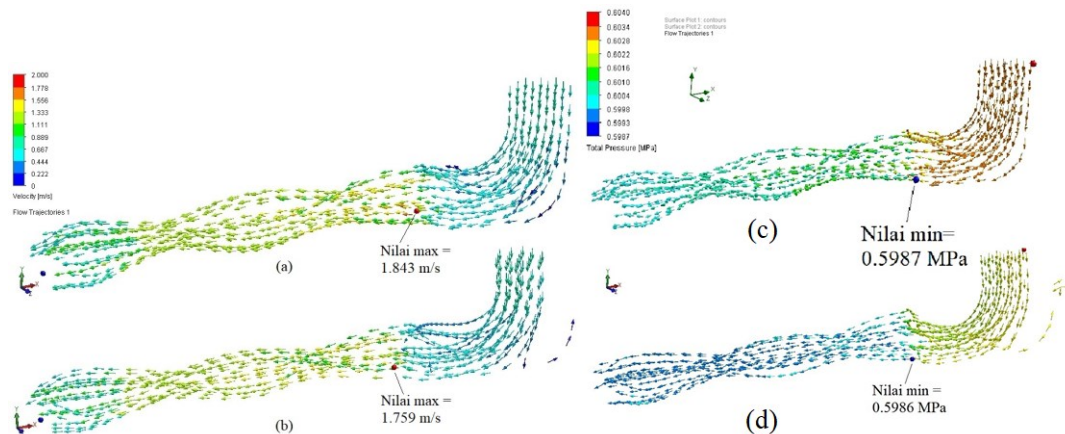 2.000
1.778
1.556
1.333
1.111
0.889
0.667
0.444
0.222
0
Velocity [m/s]
Flow Trajectories 1
Nilai max =
1.843 m/s
(a)
Nilai max =
1.759 m/s
(b)
0.6040
0.6034
0.6028
0.6022
0.6016
0.6010
0.6004
0.5998
0.5993
0.5987
Total Pressure [MPa]
Surface Plot 1: contours
Surface Plot 2: contours
Flow Trajectories 1
Y
X
Z
(c)
Nilai min=
0.5987 MPa
Nilai min =
0.5986 MPa
(d)